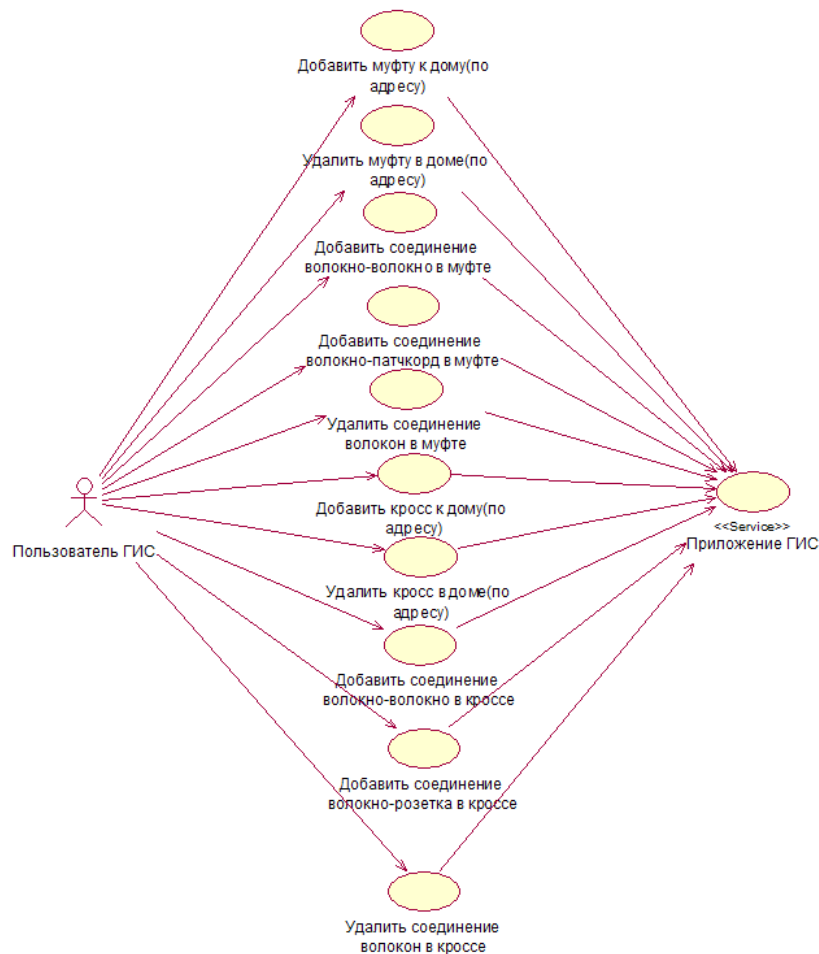 Добавить муфту к дому(по
адресу)
Удалить муфту в доме(по
адресу)
Добавить соединение
волокно-волокно в муфте
Добавить соединение
волокно-патчкорд в муфте
Удалить соединение
волокон в муфте
Добавить кросс к дому(по
адресу)
Пользователь ГИС
<<Service>>
Приложение ГИС
Удалить кросс в доме(по
адресу)
Добавить соединение
волокно-волокно в кроссе
Добавить соединение
волокно-розетка в кроссе
Удалить соединение
волокон в кроссе